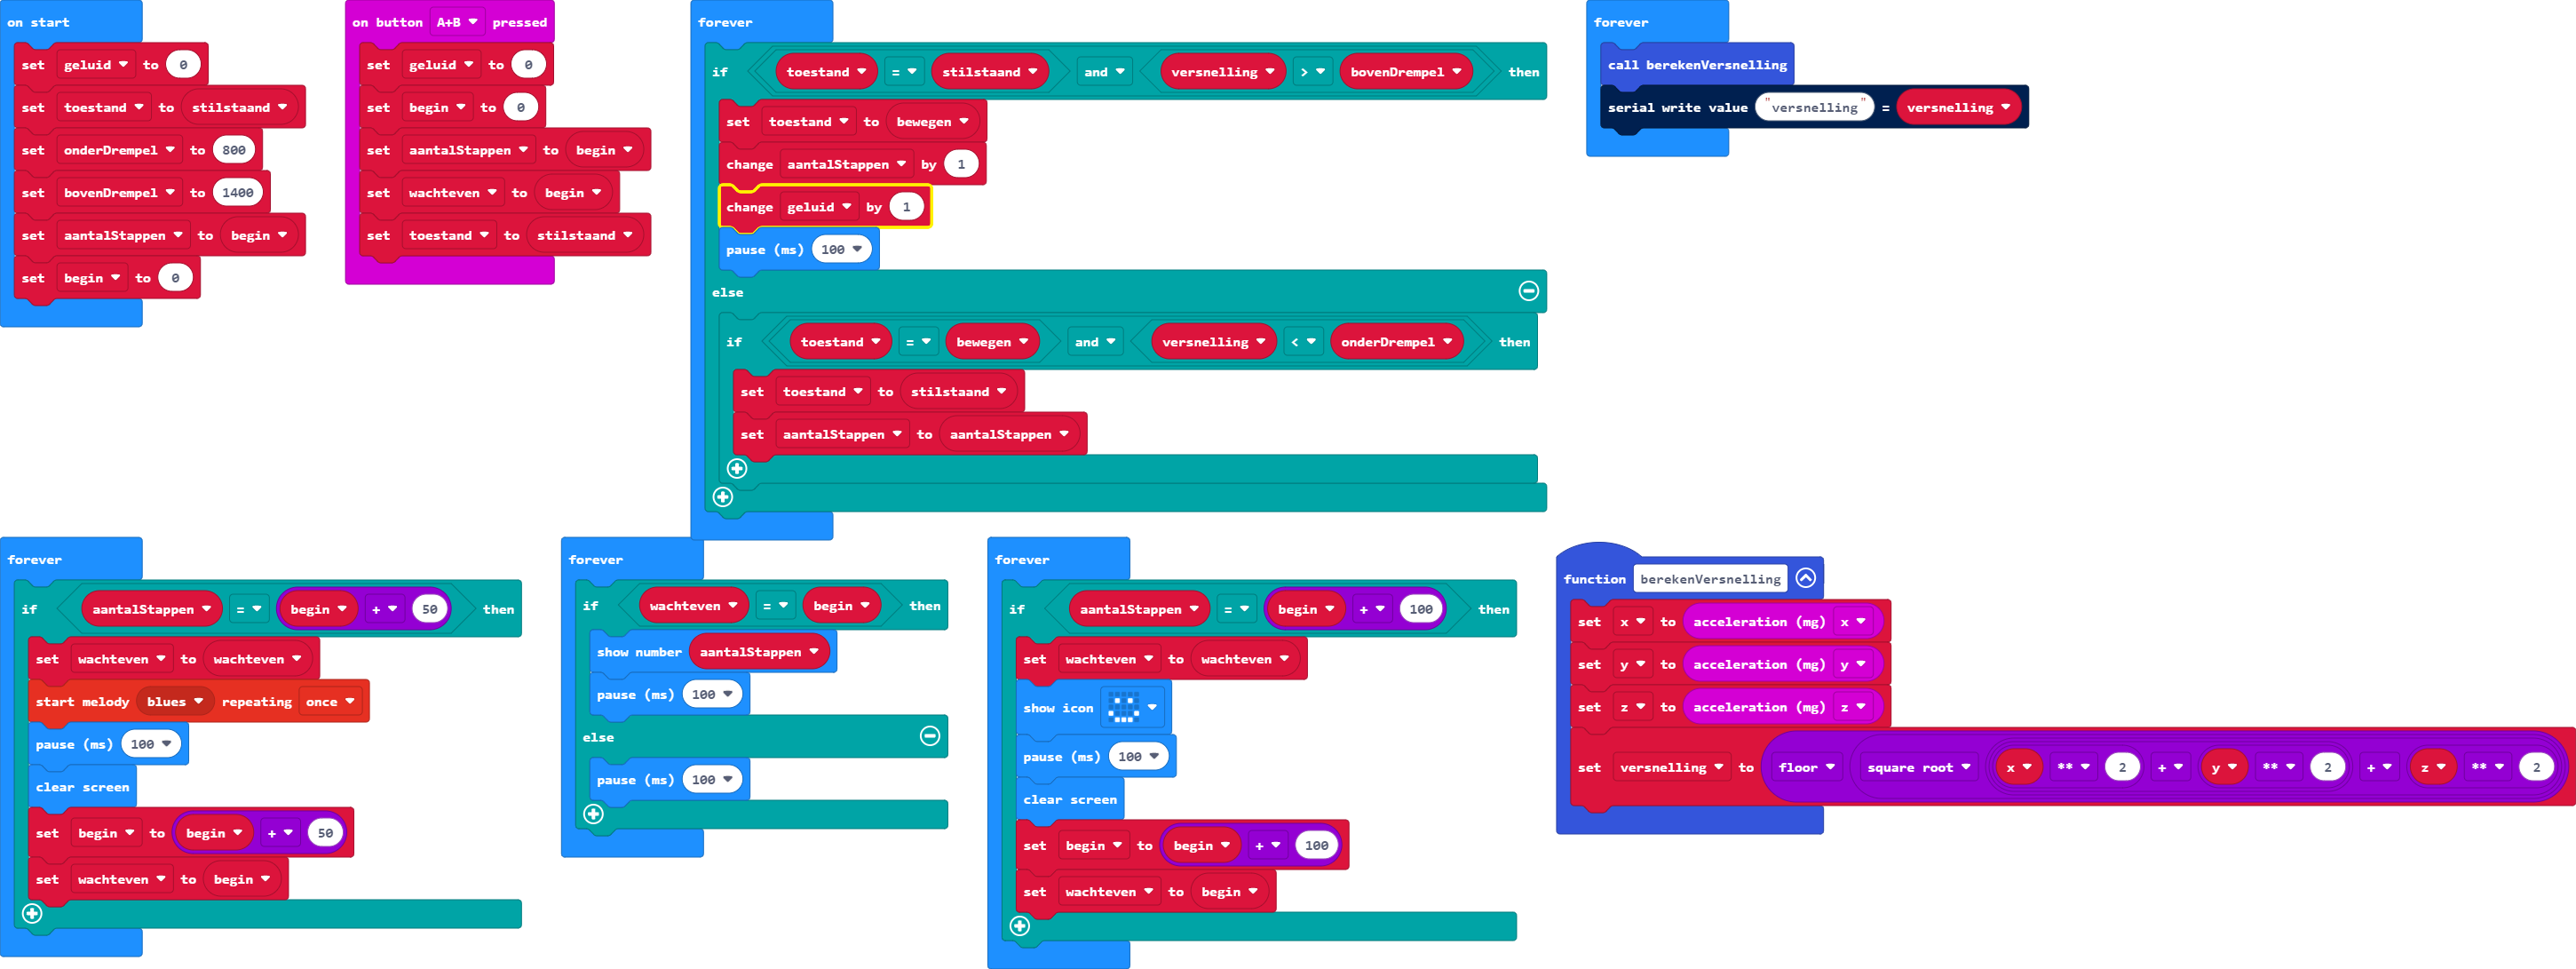 on start
set geluid to 0
set toestand to stilstaand
set onderDrempel to 800
set bovenDrempel to 1400
set aantalStappen to begin
set begin to 0
on button A+B pressed
set geluid to 0
set begin to 0
set aantalStappen to begin
set wachteven to begin
set toestand to stilstaand
forever
if toestand = stilstaand and versnelling > bovenDrempel then
set toestand to bewegen
change aantalStappen by 1
change geluid by 1
pause (ms) 100
else
if toestand = bewegen and versnelling < onderDrempel then
set toestand to stilstaand
set aantalStappen to aantalStappen
forever
call berekenVersnelling
serial write value "versnelling" = versnelling
forever
if aantalStappen = begin + 50 then
set wachteven to wachteven
start melody blues repeating once
pause (ms) 100
clear screen
set begin to begin + 50
set wachteven to begin
forever
if wachteven = begin then
show number aantalStappen
pause (ms) 100
else
pause (ms) 100
forever
if aantalStappen = begin + 100 then
set wachteven to wachteven
show icon
pause (ms) 100
clear screen
set begin to begin + 100
set wachteven to begin
function berekenVersnelling
set x to acceleration (mg) x
set y to acceleration (mg) y
set z to acceleration (mg) z
set versnelling to floor square root x ** 2 + y ** 2 + z ** 2